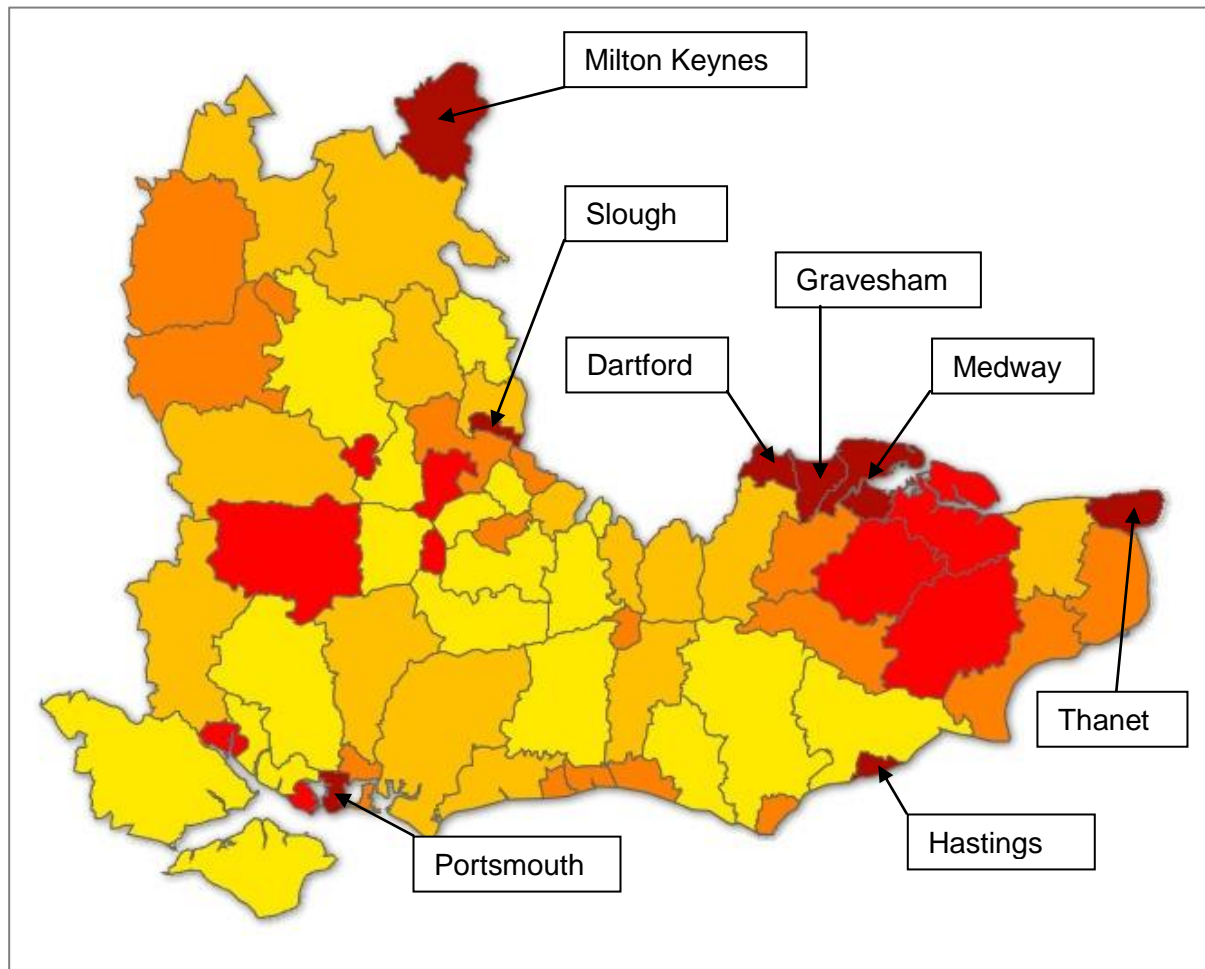 Milton Keynes
Slough
Gravesham
Dartford
Medway
Thanet
Hastings
Portsmouth